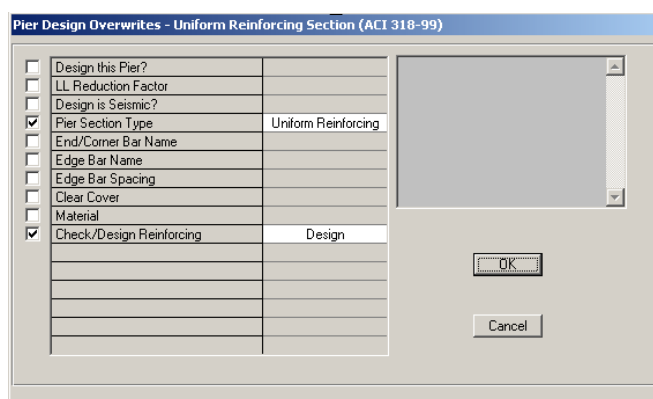 Pier Design Overwrites - Uniform Reinforcing Section (ACI 318-99)
Design this Pier?
LL Reduction Factor
Design is Seismic?
Pier Section Type Uniform Reinforcing
End/Corner Bar Name
Edge Bar Name
Edge Bar Spacing
Clear Cover
Material
Check/Design Reinforcing Design
OK
Cancel